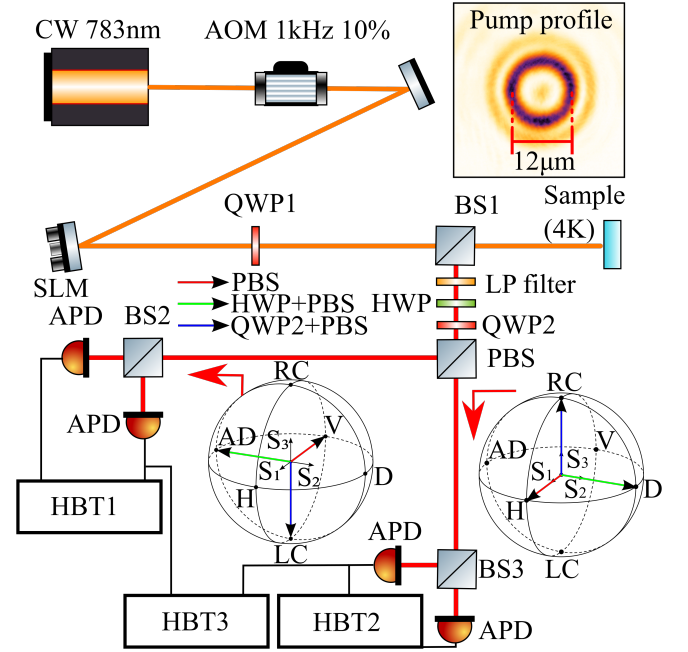 CW 783nm
AOM 1kHz 10%
Pump profile
12μm
QWP1
BS1
Sample
(4K)
SLM
PBS
HWP+PBS
QWP2+PBS
LP filter
HWP
QWP2
APD
BS2
PBS
RC
V
AD
S3
S1
S2
D
H
LC
RC
V
AD
S3
S1
S2
D
H
LC
APD
HBT1
APD
BS3
HBT3
HBT2
APD